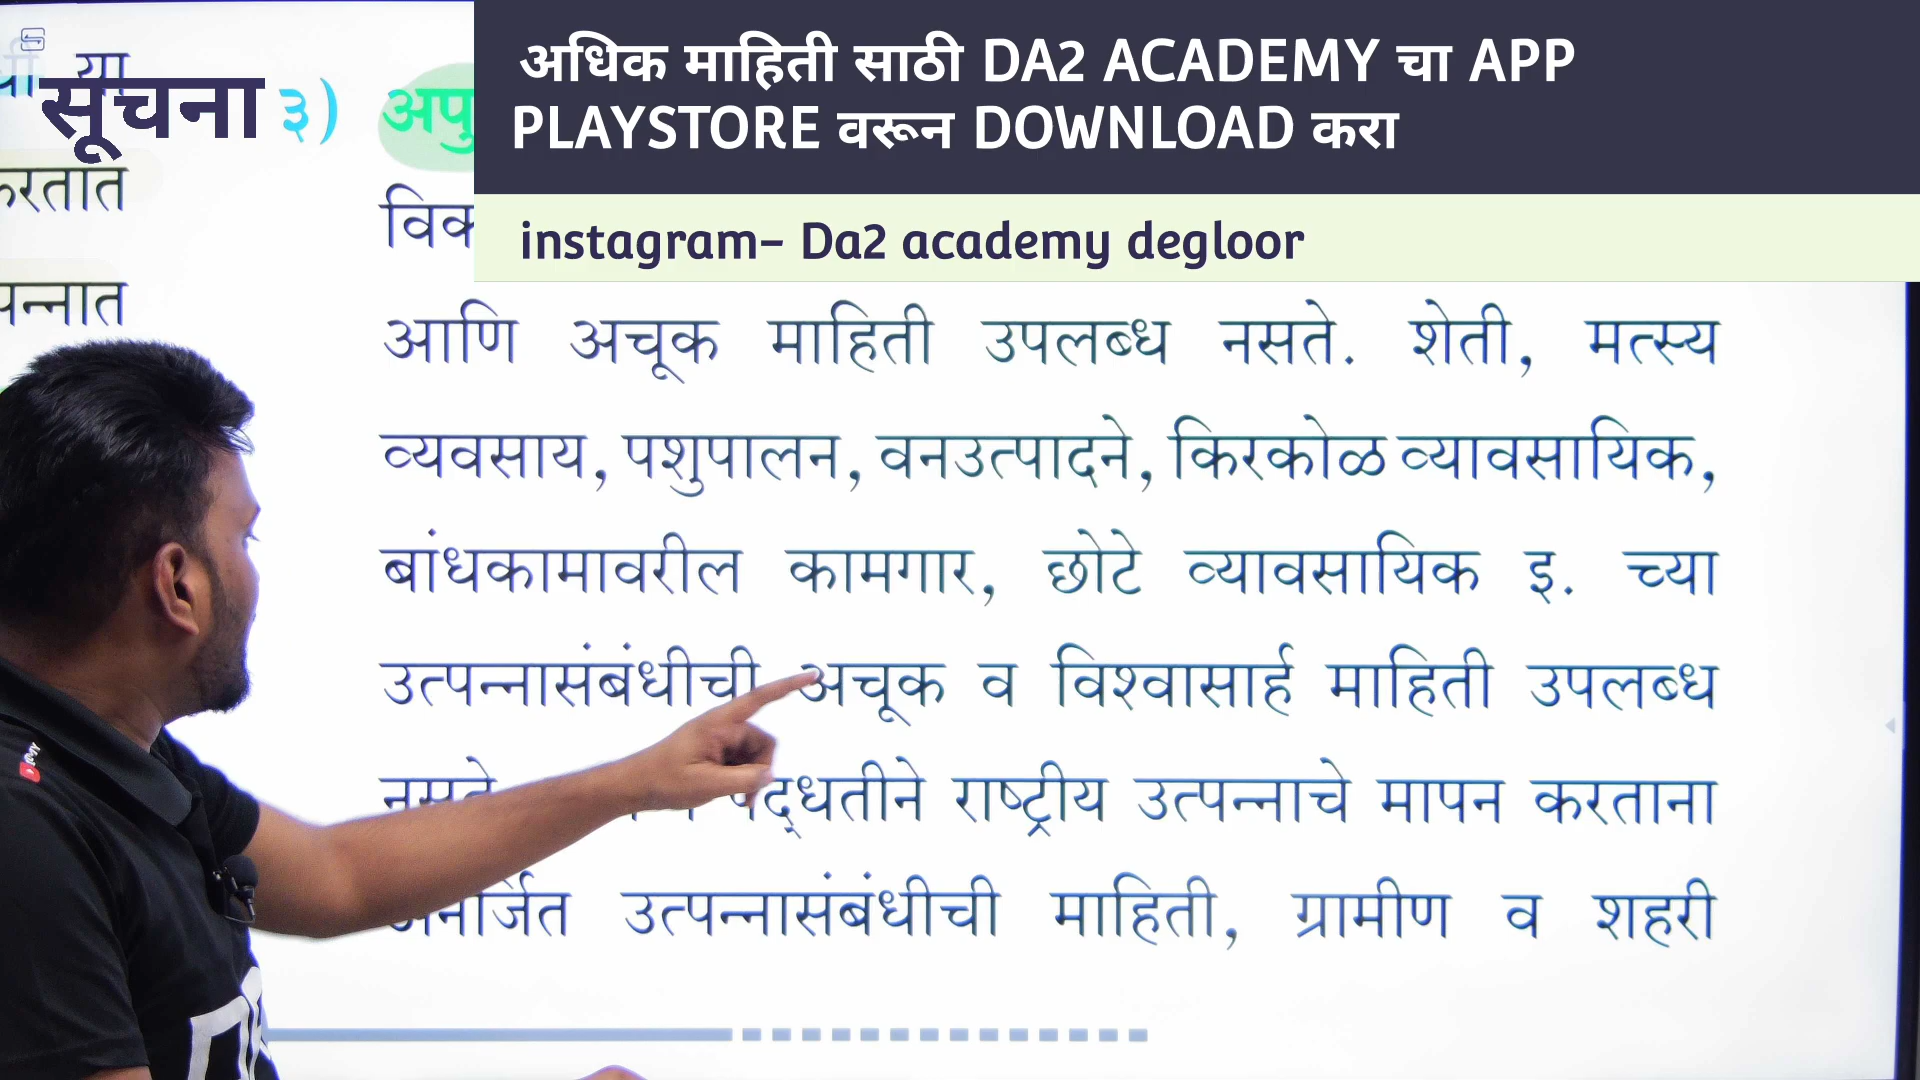 अधिक माहिती साठी DA2 ACADEMY चा APP
PLAYSTORE वरून DOWNLOAD करा
instagram– Da2 academy degloor
सूचना
या
करतात
३)
आणि अचूक माहिती उपलब्ध नसते. शेती, मत्स्य
व्यवसाय, पशुपालन, वनउत्पादने, किरकोळ व्यावसायिक,
बांधकामावरील कामगार, छोटे व्यावसायिक इ. च्या
उत्पन्नासंबंधीची अचूक व विश्वासार्ह माहिती उपलब्ध
नसते पद्धतीने राष्ट्रीय उत्पन्नाचे मापन करताना
अनर्जित उत्पन्नासंबंधीची माहिती, ग्रामीण व शहरी